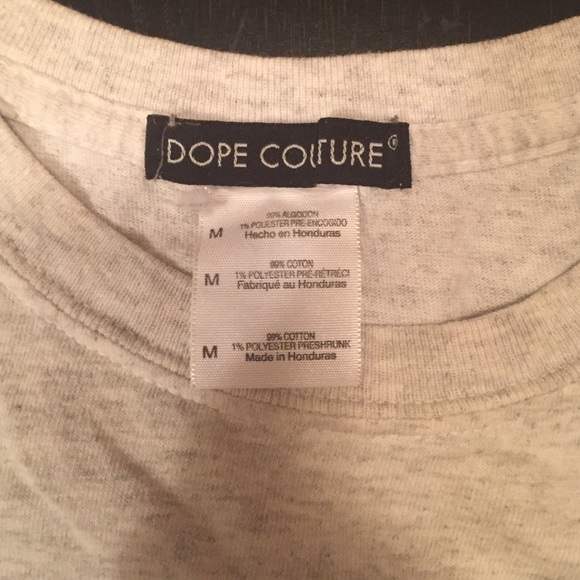 DOPE COUTURE®
99% ALGODON
1% POLYESTER PRE-ENCOGIDO
M Hecho en Honduras
99% COTON
1% POLYESTER PRÉ-RÉTRÉCI
M Fabriqué au Honduras
99% COTTON
1% POLYESTER PRESHRUNK
M Made in Honduras